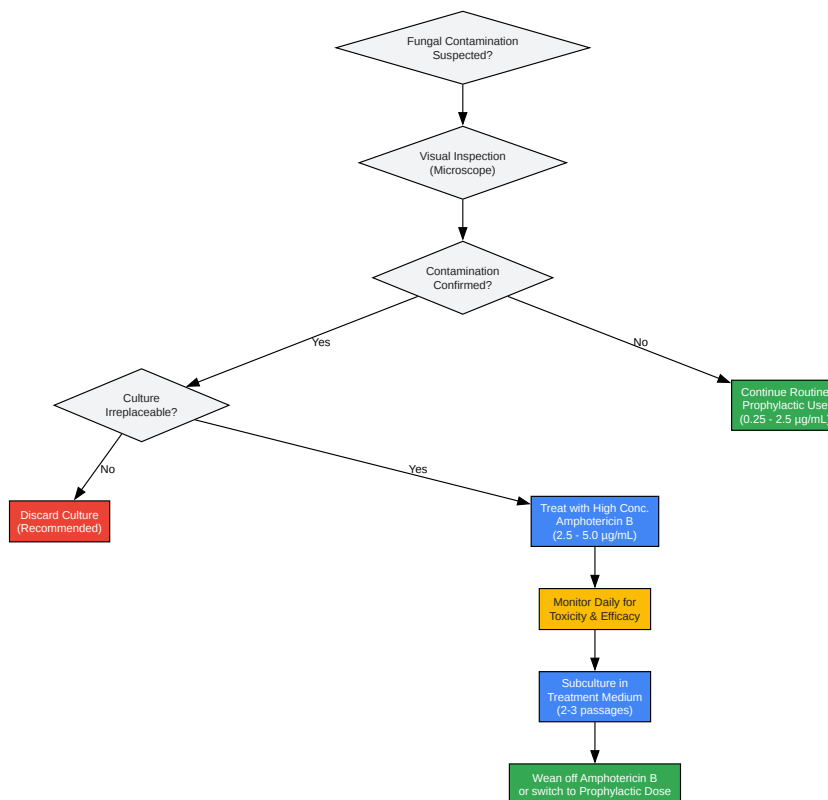 Fungal Contamination
Suspected?
Visual Inspection
(Microscope)
Contamination
Confirmed?
Yes
No
Culture
Irreplaceable?
Continue Routine
Prophylactic Use
(0.25 - 2.5 µg/mL)
No
Yes
Discard Culture
(Recommended)
Treat with High Conc.
Amphotericin B
(2.5 - 5.0 µg/mL)
Monitor Daily for
Toxicity & Efficacy
Subculture in
Treatment Medium
(2-3 passages)
Wean off Amphotericin B
or switch to Prophylactic Dose